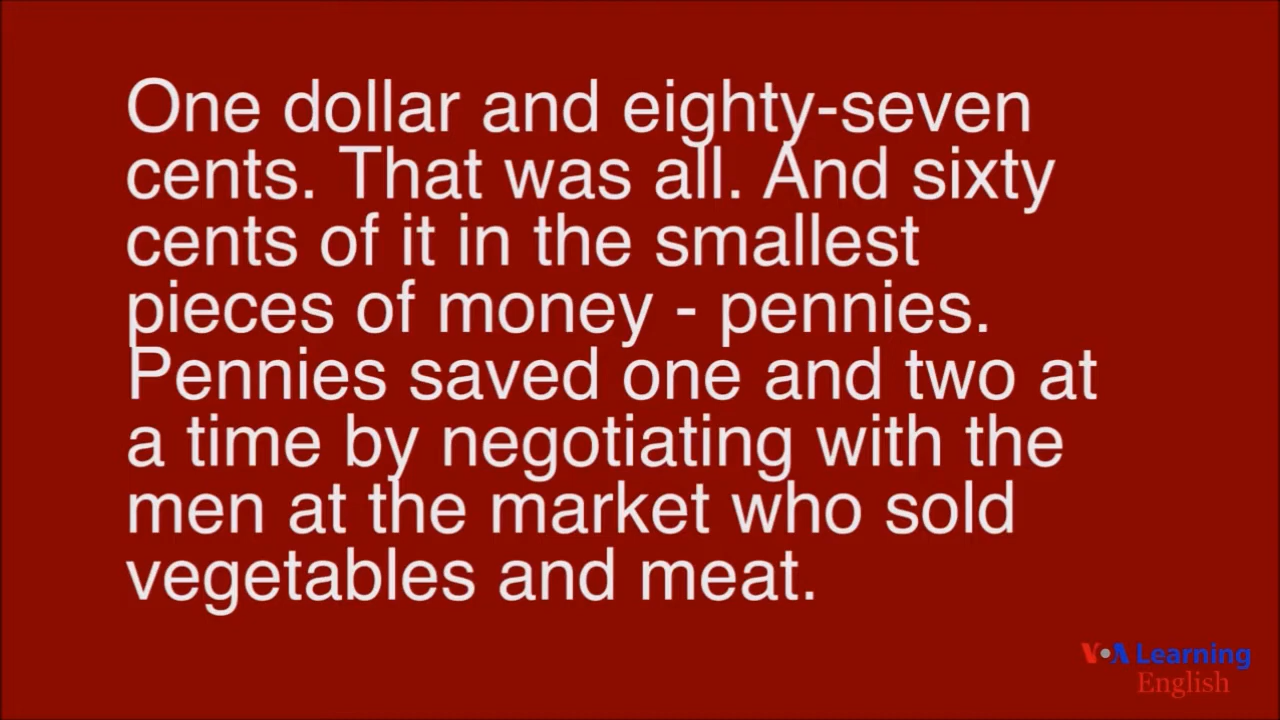 One dollar and eighty-seven
cents. That was all. And sixty
cents of it in the smallest
pieces of money - pennies.
Pennies saved one and two at
a time by negotiating with the
men at the market who sold
vegetables and meat.
VOA Learning
English